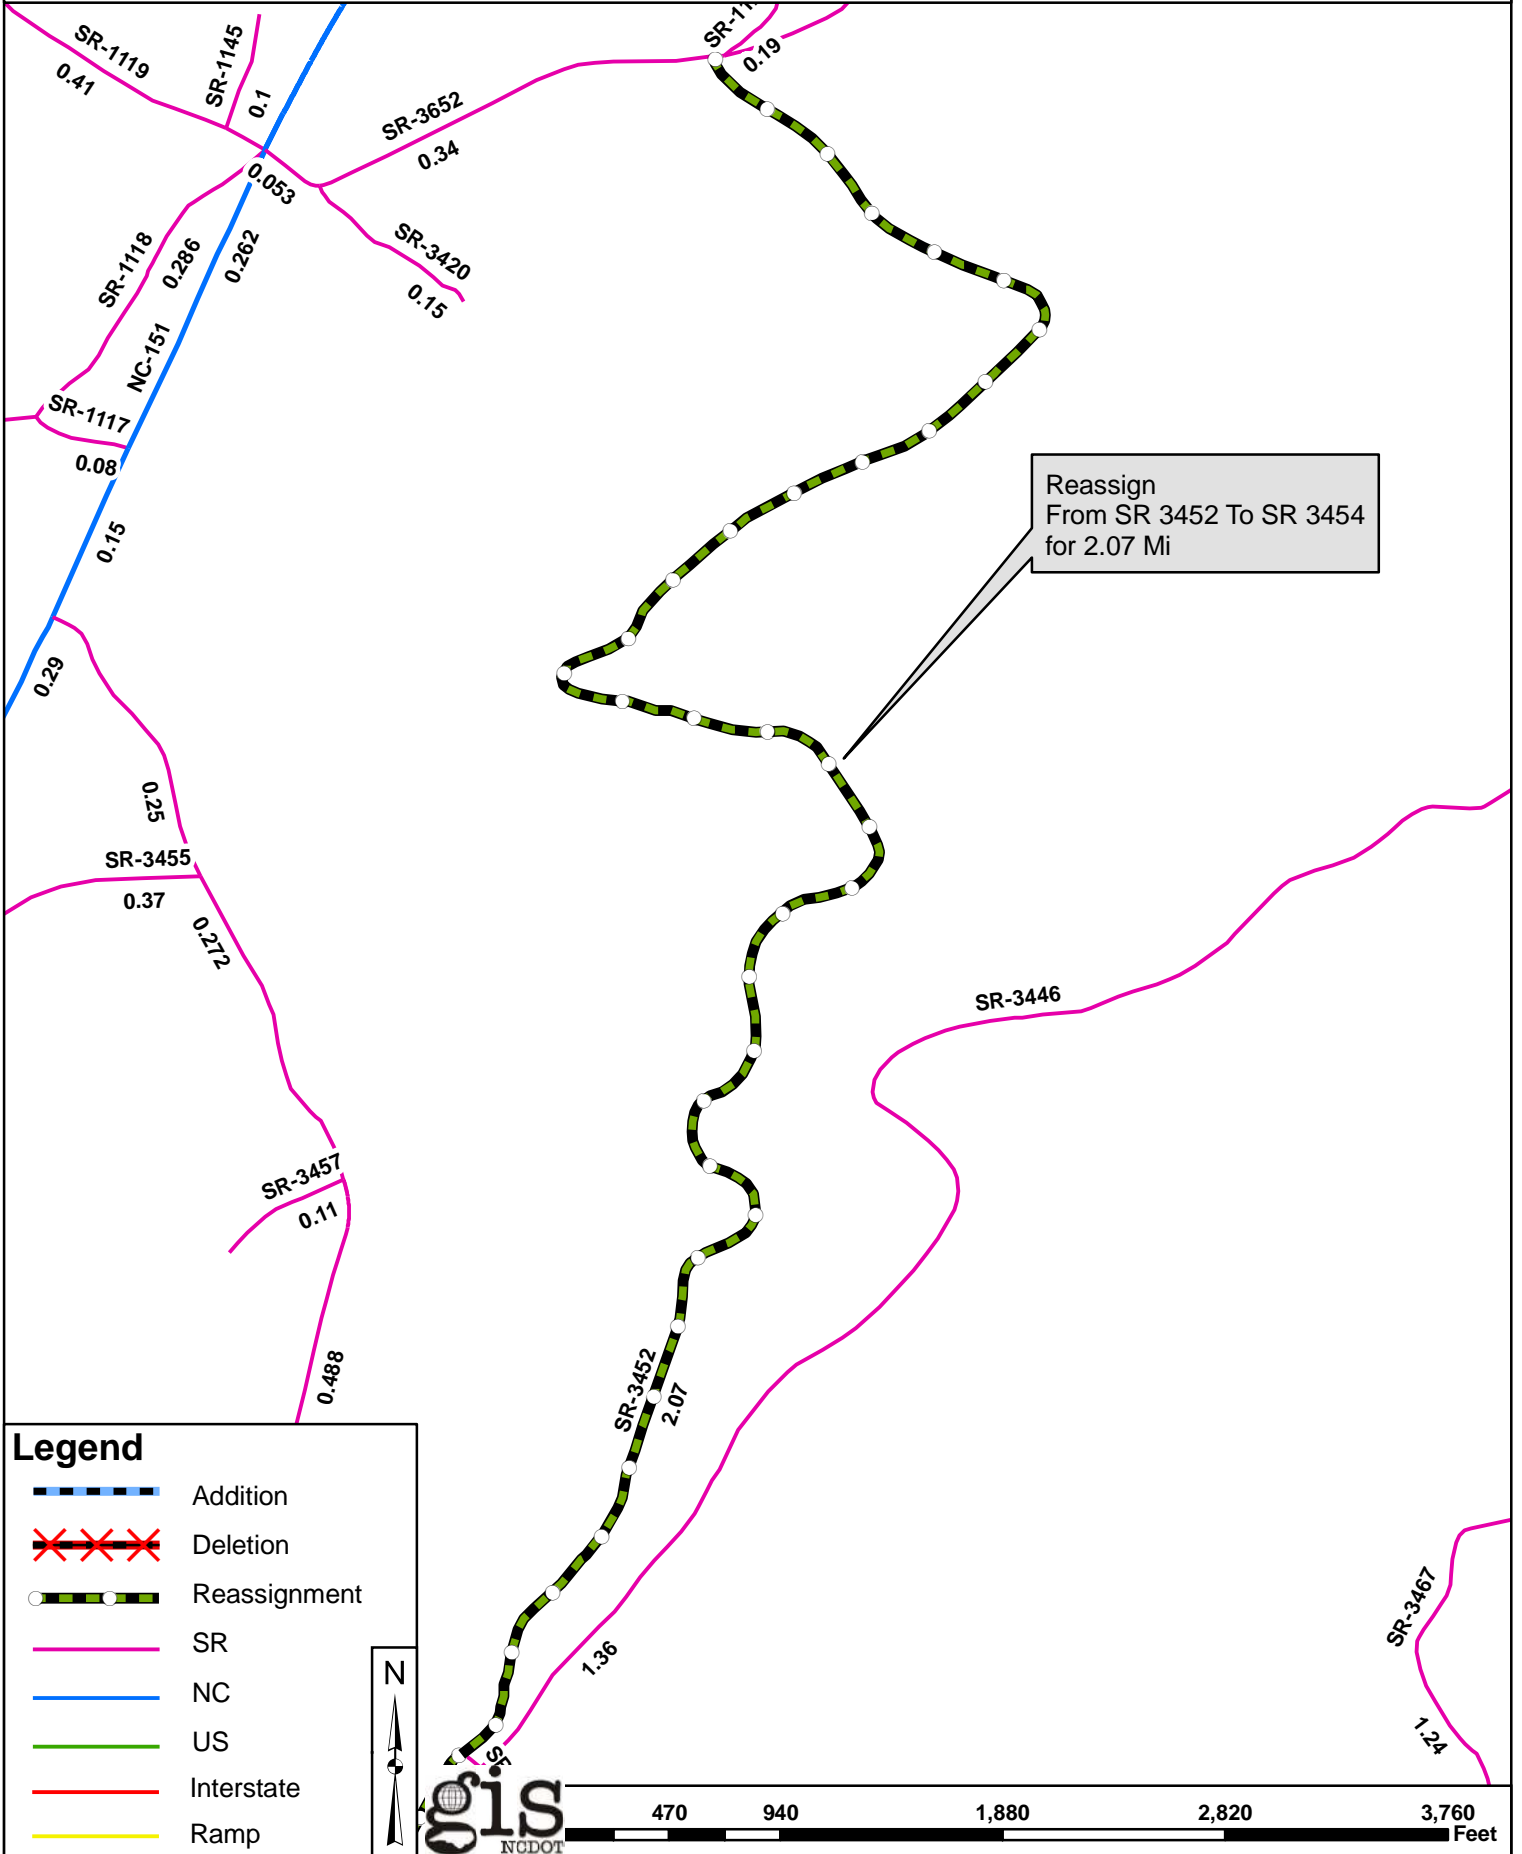 SR-1119
0.41
SR-1145
0.1
SR-3652
0.34
0.19
0.053
SR-3420
0.15
SR-1118
0.286
0.262
NC-151
SR-1117
0.08
0.15
0.29
Reassign
From SR 3452 To SR 3454
for 2.07 Mi
0.25
SR-3455
0.37
0.272
SR-3446
SR-3457
0.11
0.488
SR-3452
2.07
1.36
SR-3467
1.24
Legend
Addition
Deletion
Reassignment
SR
NC
US
Interstate
Ramp
N
gis
NCDOT
470 940 1,880 2,820 3,760
Feet